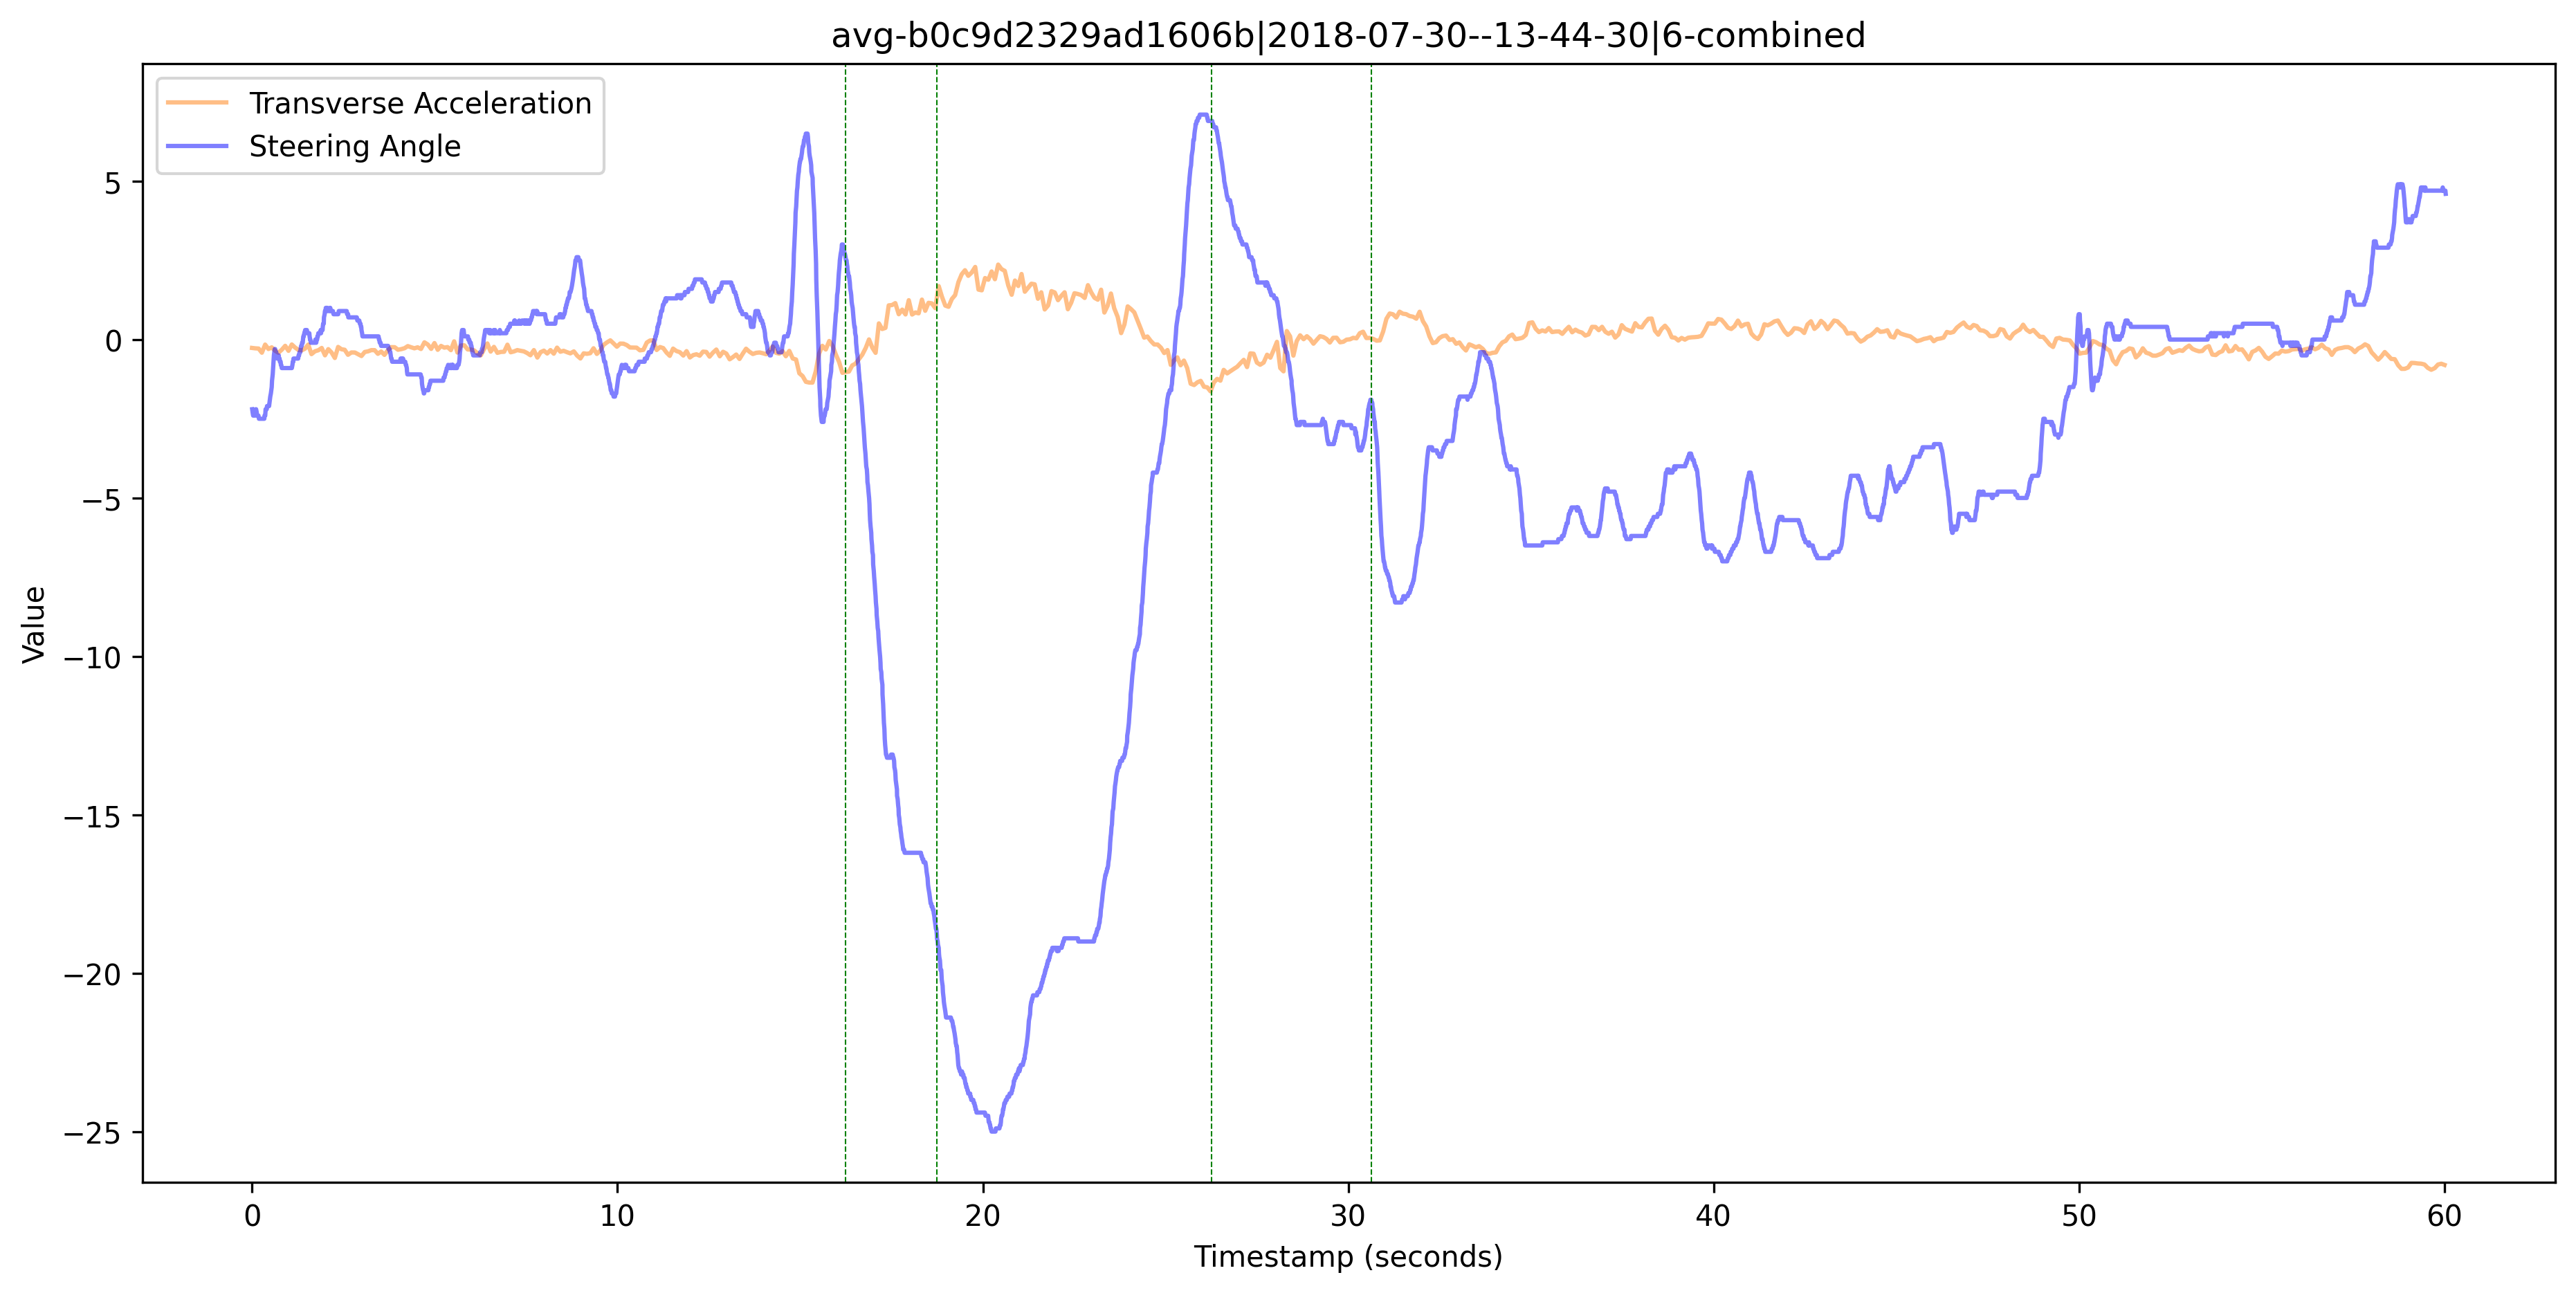 avg-b0c9d2329ad1606b|2018-07-30--13-44-30|6-combined
Transverse Acceleration
Steering Angle
Value
5
0
−5
−10
−15
−20
−25
0 10 20 30 40 50 60
Timestamp (seconds)